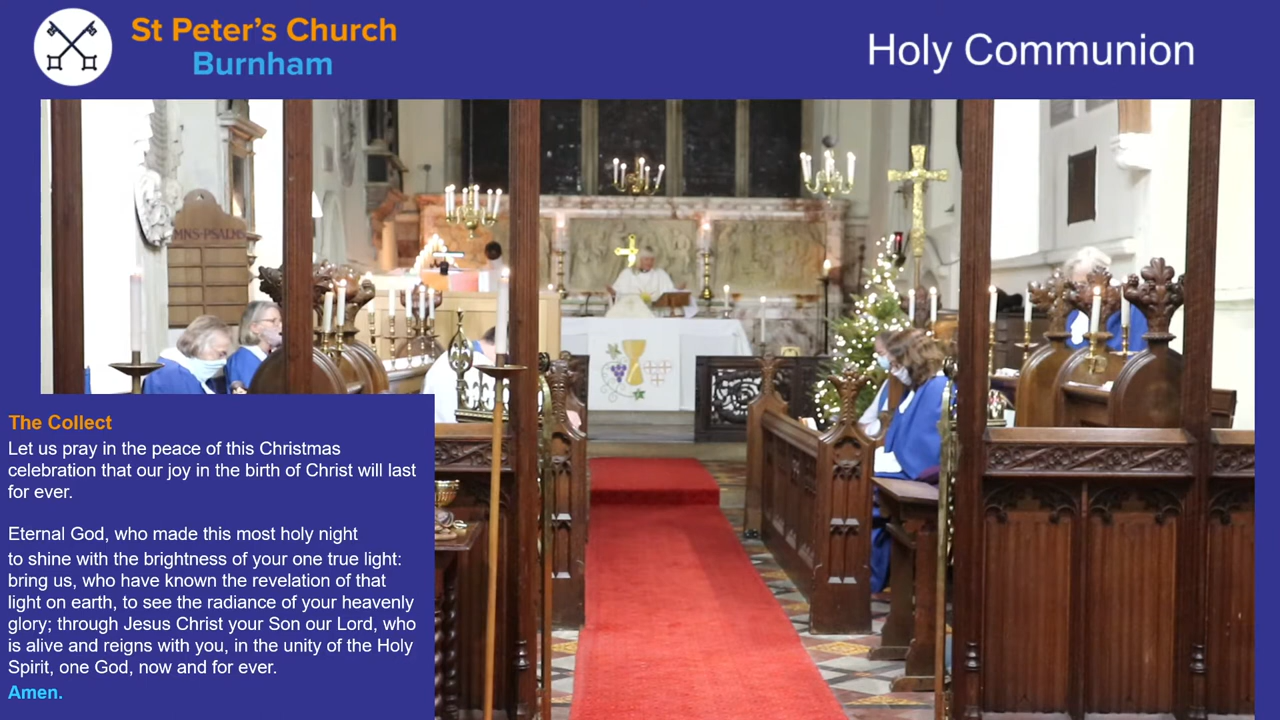 St Peter's Church
Burnham
Holy Communion
MNS-PSALMS
The Collect
Let us pray in the peace of this Christmas
celebration that our joy in the birth of Christ will last
for ever.
Eternal God, who made this most holy night
to shine with the brightness of your one true light:
bring us, who have known the revelation of that
light on earth, to see the radiance of your heavenly
glory; through Jesus Christ your Son our Lord, who
is alive and reigns with you, in the unity of the Holy
Spirit, one God, now and for ever.
Amen.